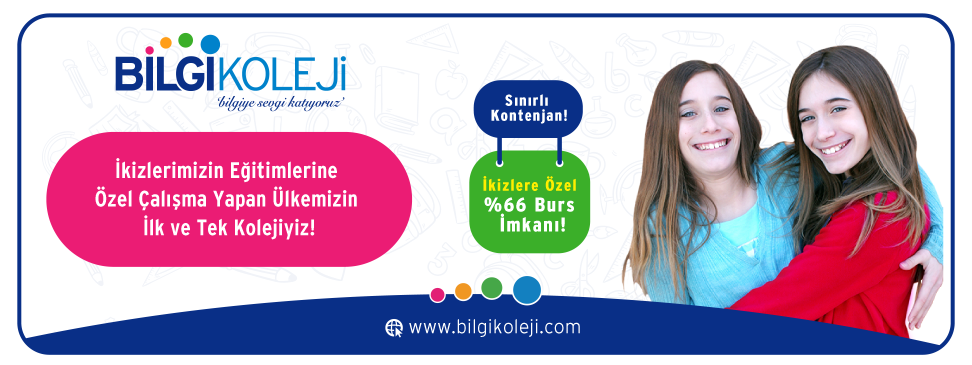 BİLGİKOLEJİ
'bilgiye sevgi katıyoruz'
İkizlerimizin Eğitimlerine
Özel Çalışma Yapan Ülkemizin
İlk ve Tek Kolejiyiz!
Sınırlı
Kontenjan!
İkizlere Özel
%66 Burs
İmkanı!
www.bilgikoleji.com